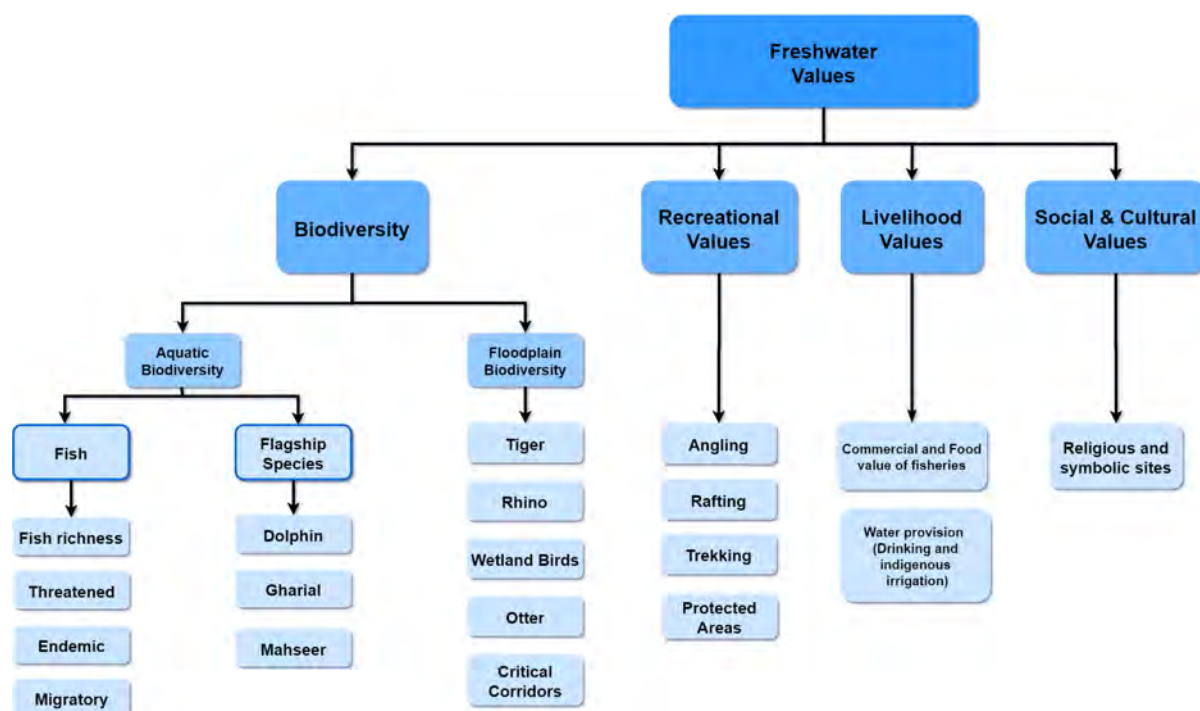 Freshwater
Values
Biodiversity
Recreational
Values
Livelihood
Values
Social & Cultural
Values
Aquatic
Biodiversity
Floodplain
Biodiversity
Fish
Flagship
Species
Tiger
Angling
Commercial and Food
value of fisheries
Religious and
symbolic sites
Fish richness
Dolphin
Rhino
Rafting
Water provision
(Drinking and
indigenous
irrigation)
Threatened
Gharial
Wetland Birds
Trekking
Endemic
Mahseer
Otter
Protected
Areas
Migratory
Critical
Corridors